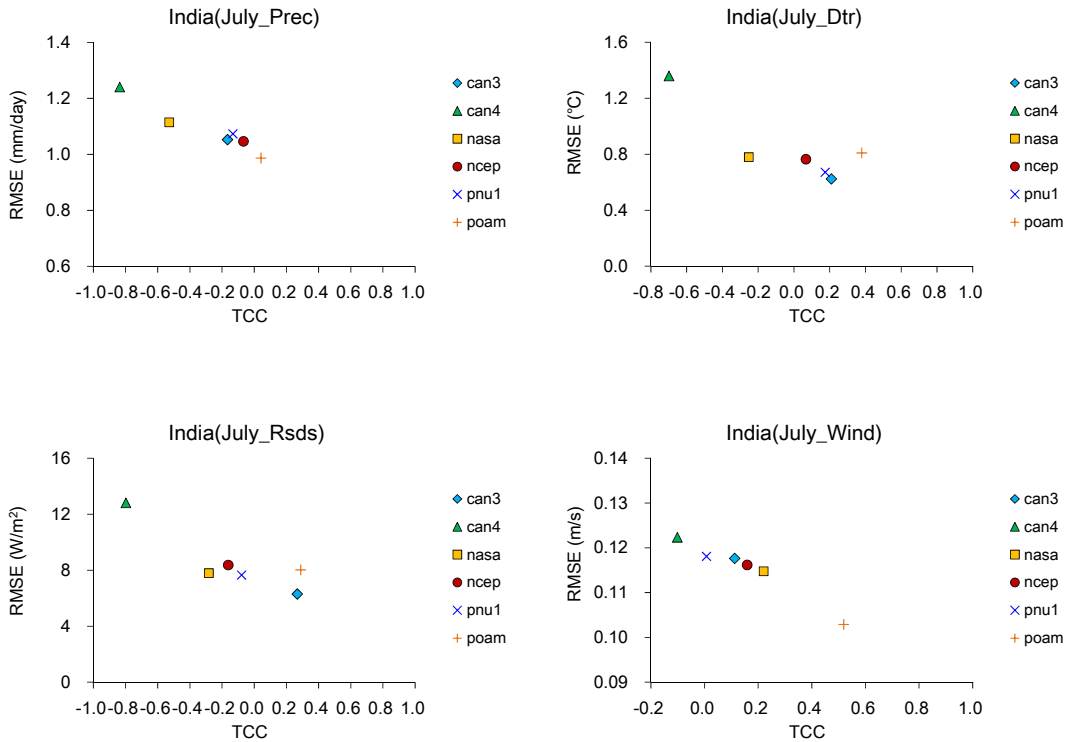 India(July_Prec)
1.4
1.2
1.0
0.8
0.6
RMSE (mm/day)
-1.0 -0.8 -0.6 -0.4 -0.2 0.0 0.2 0.4 0.6 0.8 1.0
TCC
can3
can4
nasa
ncep
pnu1
poam
India(July_Dtr)
1.6
1.2
0.8
0.4
0.0
RMSE (°C)
-0.8 -0.6 -0.4 -0.2 0.0 0.2 0.4 0.6 0.8 1.0
TCC
can3
can4
nasa
ncep
pnu1
poam
India(July_Rsds)
16
12
8
4
0
RMSE (W/m²)
-1.0 -0.8 -0.6 -0.4 -0.2 0.0 0.2 0.4 0.6 0.8 1.0
TCC
can3
can4
nasa
ncep
pnu1
poam
India(July_Wind)
0.14
0.13
0.12
0.11
0.10
0.09
RMSE (m/s)
-0.2 0.0 0.2 0.4 0.6 0.8 1.0
TCC
can3
can4
nasa
ncep
pnu1
poam